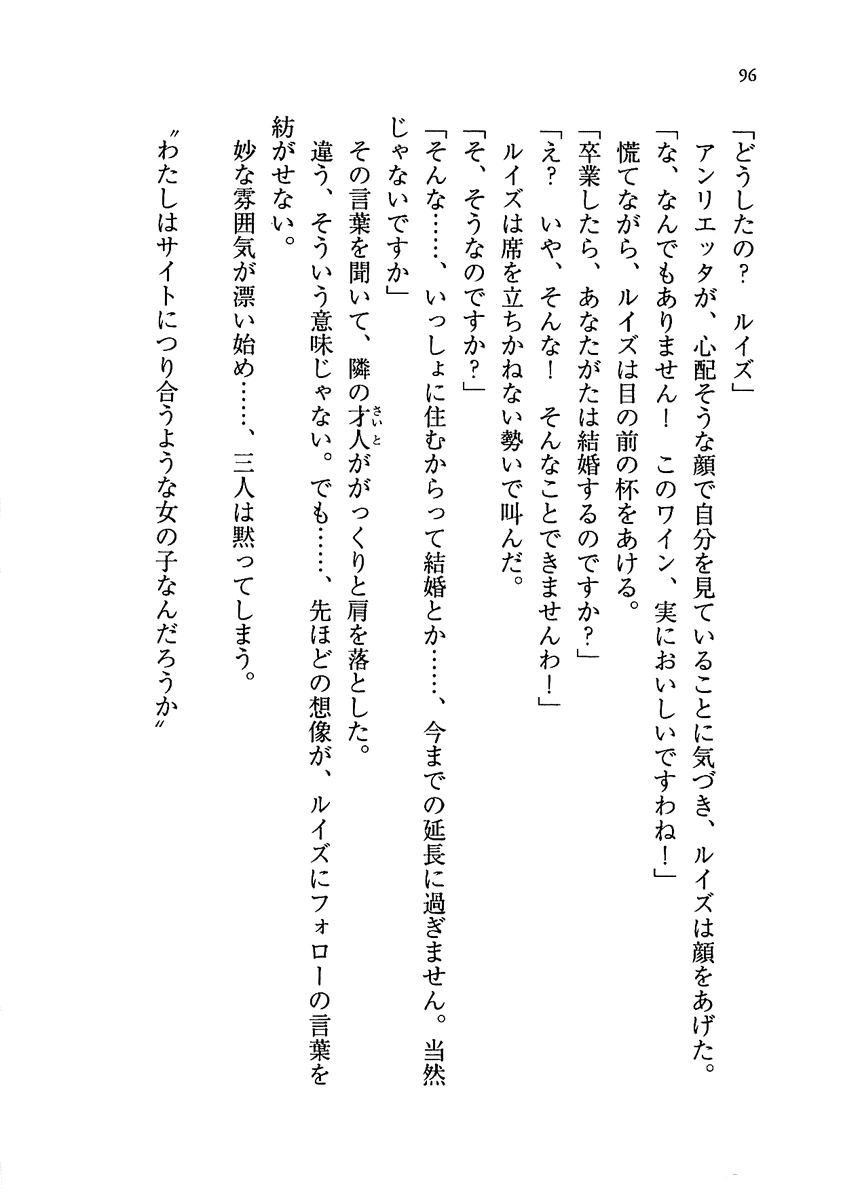 96
「どうしたの?　ルイズ」
　アンリエッタが、心配そうな顔で自分を見ていることに気づき、ルイズは顔をあげた。
「な、なんでもありません!　このワイン、実においしいですわね!」
　慌てながら、ルイズは目の前の杯をあける。
「卒業したら、あなたがたは結婚するのですか?」
「え?　いや、そんな!　そんなことできませんわ!」
　ルイズは席を立ちかねない勢いで叫んだ。
「そ、そうなのですか?」
「そんな……、いっしょに住むからって結婚とか……、今までの延長に過ぎません。当然
じゃないですか」
　その言葉を聞いて、隣の才人さいとががっくりと肩を落とした。
　違う、そういう意味じゃない。でも……、先ほどの想像が、ルイズにフォローの言葉を
紡がせない。
　妙な雰囲気が漂い始め……、三人は黙ってしまう。
〝わたしはサイトにつり合うような女の子なんだろうか〟